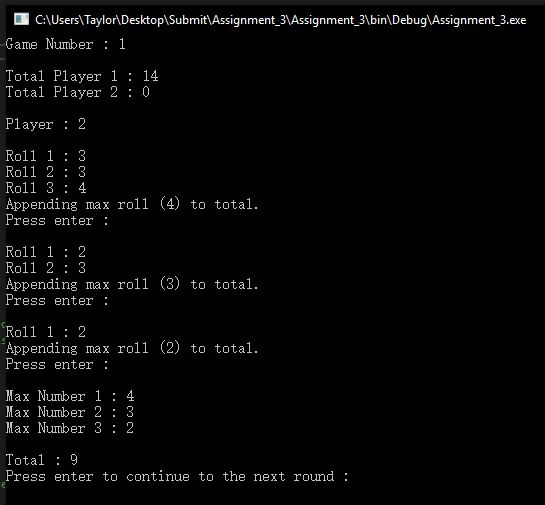 C:\Users\Taylor\Desktop\Submit\Assignment_3\Assignment_3\bin\Debug\Assignment_3.exe
Game Number : 1
Total Player 1 : 14
Total Player 2 : 0
Player : 2
Roll 1 : 3
Roll 2 : 3
Roll 3 : 4
Appending max roll (4) to total.
Press enter :
Roll 1 : 2
Roll 2 : 3
Appending max roll (3) to total.
Press enter :
Roll 1 : 2
Appending max roll (2) to total.
Press enter :
Max Number 1 : 4
Max Number 2 : 3
Max Number 3 : 2
Total : 9
Press enter to continue to the next round :